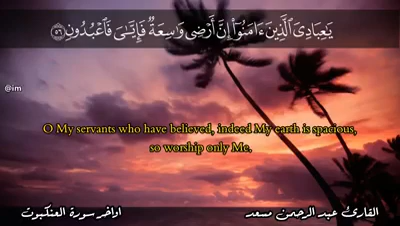 يَٰعِبَادِيَ ٱلَّذِينَ ءَامَنُوٓا۟ إِنَّ أَرْضِى وَٰسِعَةٌ فَإِيَّٰىَ فَٱعْبُدُونِ ٥٦
@im
O My servants who have believed, indeed My earth is spacious,
so worship only Me.
القارئ عبد الرحمن مسعد
اواخر سورة العنكبوت